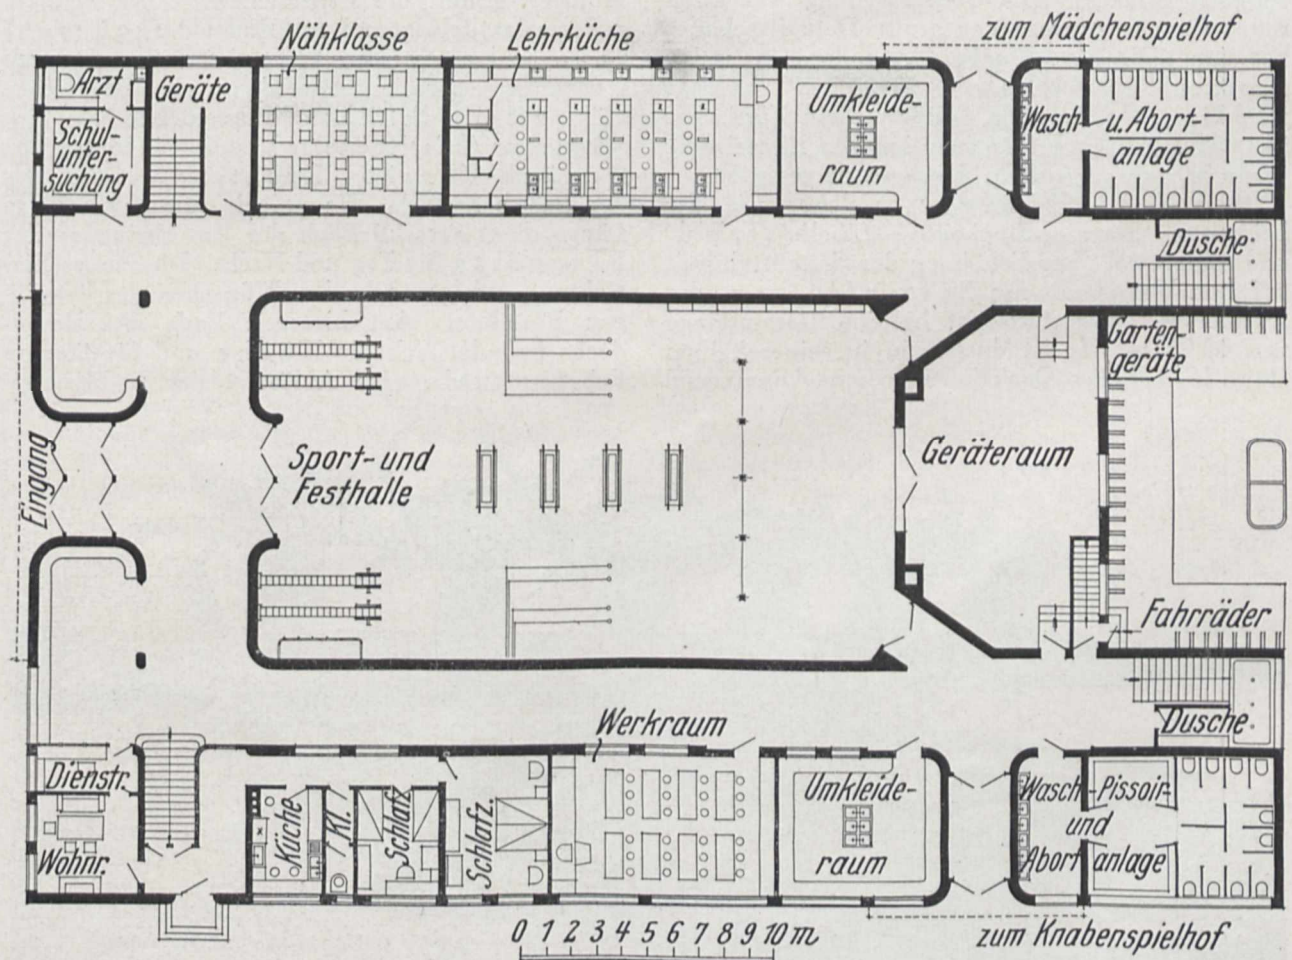 zum Mädchenspielhof
Nähklasse
Lehrküche
Arzt
Geräte
Schul-
unter-
suchung
Umkleide-
raum
Wasch- u. Abort-
anlage
Dusche
Garten-
geräte
Eingang
Sport- und
Festhalle
Geräteraum
Fahrräder
Werkraum
Dusche
Dienstr.
Wohnr.
Küche
Kl.
Schlafz.
Schlafz.
Umkleide-
raum
Wasch-Pissoir-
und
Abort anlage
0 1 2 3 4 5 6 7 8 9 10 m
zum Knabenspielhof